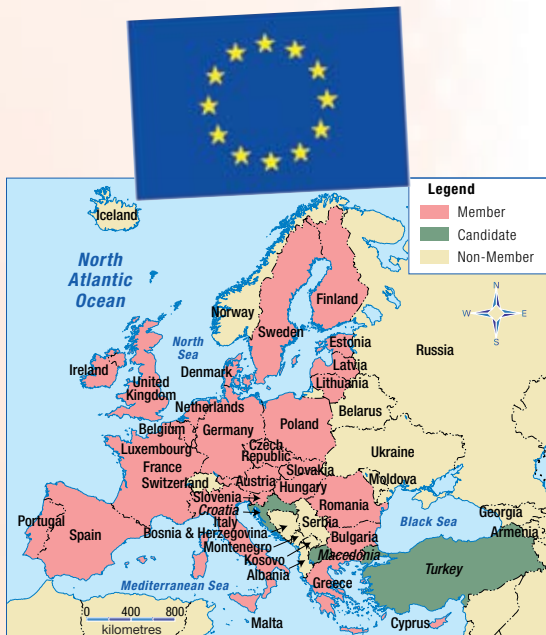 Legend
Member
Candidate
Non-Member
Iceland
North
Atlantic
Ocean
N
W
E
S
Norway
Finland
Sweden
North
Sea
Estonia
Latvia
Lithuania
Russia
Ireland
Denmark
United
Kingdom
Belarus
Netherlands
Belgium
Germany
Poland
Luxembourg
Czech
Republic
Ukraine
France
Slovakia
Switzerland
Austria
Hungary
Moldova
Slovenia
Croatia
Romania
Italy
Serbia
Portugal
Spain
Bosnia & Herzegovina
Bulgaria
Black Sea
Georgia
Armenia
Montenegro
Kosovo
Macedonia
Albania
Turkey
Mediterranean Sea
Greece
0 400 800
kilometres
Malta
Cyprus